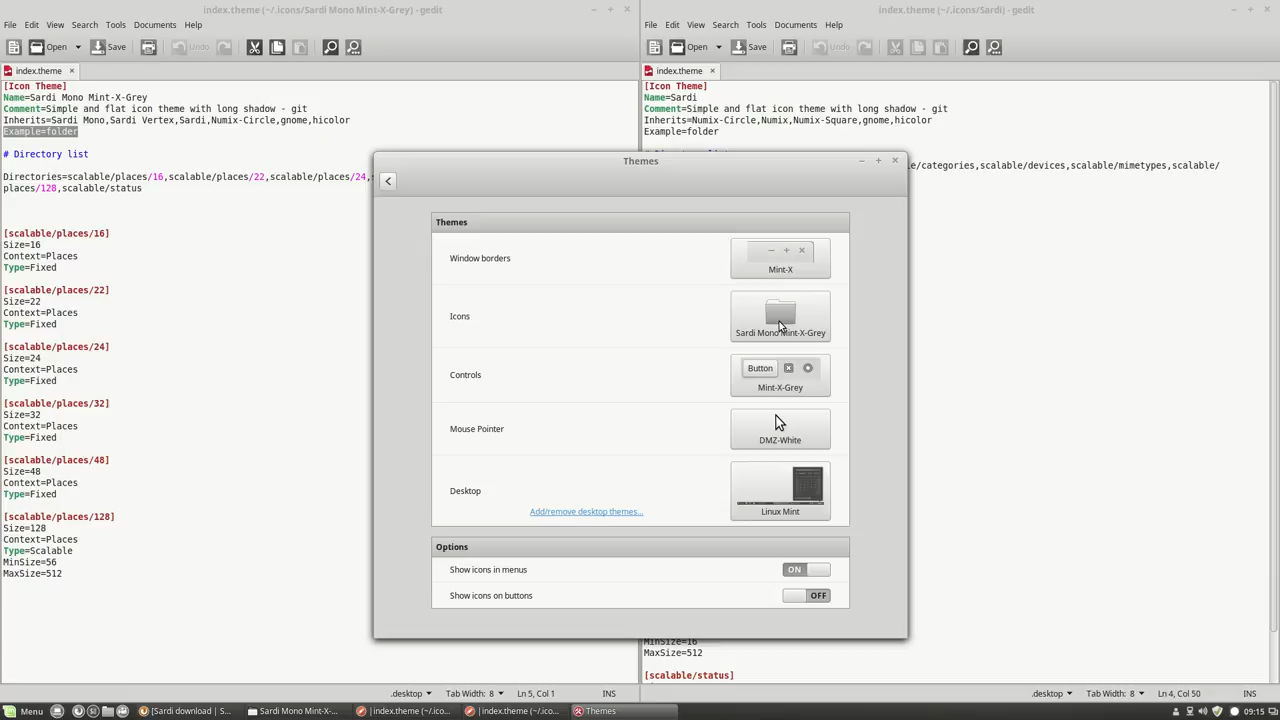 index.theme (~/.icons/Sardi Mono Mint-X-Grey) - gedit
File Edit View Search Tools Documents Help
Open Save Undo
index.theme
[Icon Theme]
Name=Sardi Mono Mint-X-Grey
Comment=Simple and flat icon theme with long shadow - git
Inherits=Sardi Mono,Sardi Vertex,Sardi,Numix-Circle,gnome,hicolor
Example=folder
# Directory list
Directories=scalable/places/16,scalable/places/22,scalable/places/24,
places/128,scalable/status
[scalable/places/16]
Size=16
Context=Places
Type=Fixed
[scalable/places/22]
Size=22
Context=Places
Type=Fixed
[scalable/places/24]
Size=24
Context=Places
Type=Fixed
[scalable/places/32]
Size=32
Context=Places
Type=Fixed
[scalable/places/48]
Size=48
Context=Places
Type=Fixed
[scalable/places/128]
Size=128
Context=Places
Type=Scalable
MinSize=56
MaxSize=512
.desktop Tab Width: 8 Ln 5, Col 1 INS
index.theme (~/.icons/Sardi) - gedit
File Edit View Search Tools Documents Help
Open Save Undo
index.theme
[Icon Theme]
Name=Sardi
Comment=Simple and flat icon theme with long shadow - git
Inherits=Numix-Circle,Numix,Numix-Square,gnome,hicolor
Example=folder
/categories,scalable/devices,scalable/mimetypes,scalable/
MinSize=16
MaxSize=512
[scalable/status]
.desktop Tab Width: 8 Ln 4, Col 50 INS
Themes
Themes
Window borders
Mint-X
Icons
Sardi Mono Mint-X-Grey
Controls
Button
Mint-X-Grey
Mouse Pointer
DMZ-White
Desktop
Add/remove desktop themes...
Linux Mint
Options
Show icons in menus ON
Show icons on buttons OFF
Menu [Sardi download | S... Sardi Mono Mint-X-... |index.theme (~/.ico... |index.theme (~/.ico... Themes 09:15